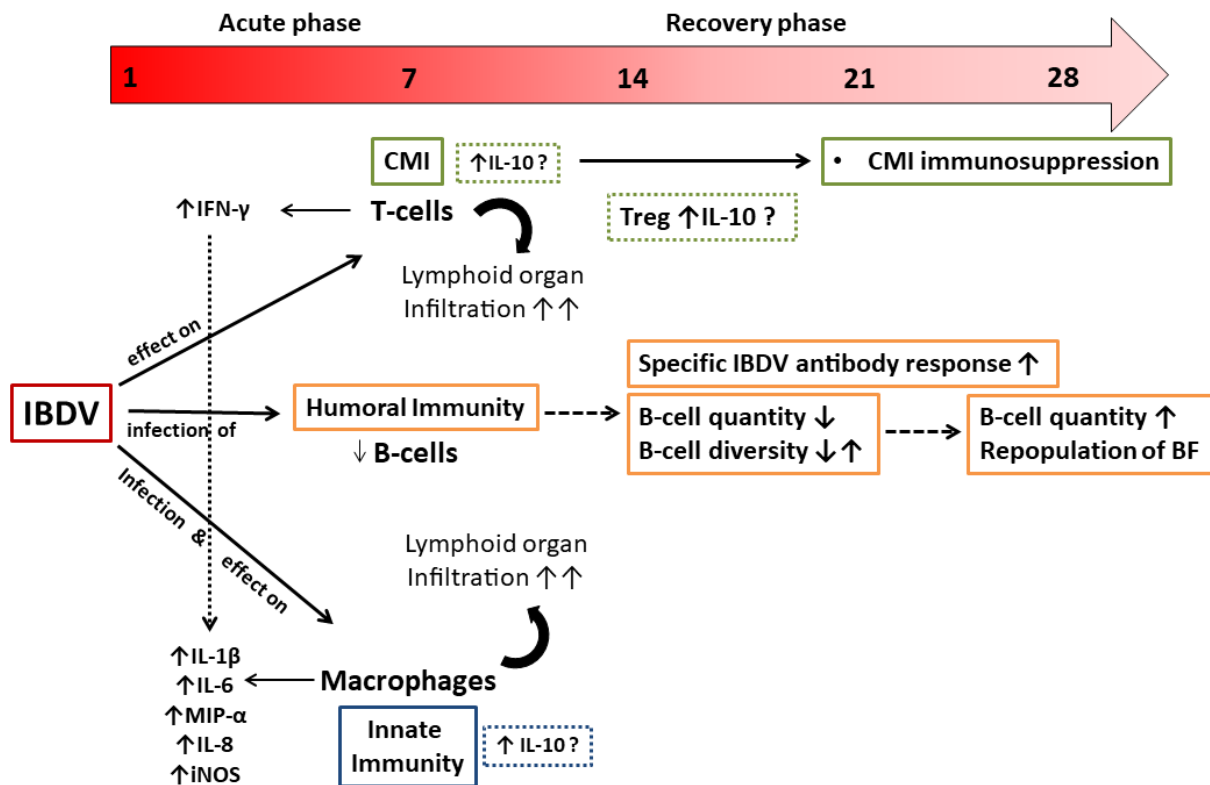 Acute phase
Recovery phase
1 7 14 21 28
CMI
↑IL-10 ?
• CMI immunosuppression
↑IFN-γ
T-cells
Treg ↑IL-10 ?
Lymphoid organ
Infiltration ↑↑
effect on
IBDV
infection of
Humoral Immunity
↓ B-cells
Specific IBDV antibody response ↑
B-cell quantity ↓
B-cell diversity ↓↑
B-cell quantity ↑
Repopulation of BF
Infection & effect on
Lymphoid organ
Infiltration ↑↑
↑IL-1β
↑IL-6
↑MIP-α
↑IL-8
↑iNOS
Macrophages
Innate
Immunity
↑ IL-10 ?